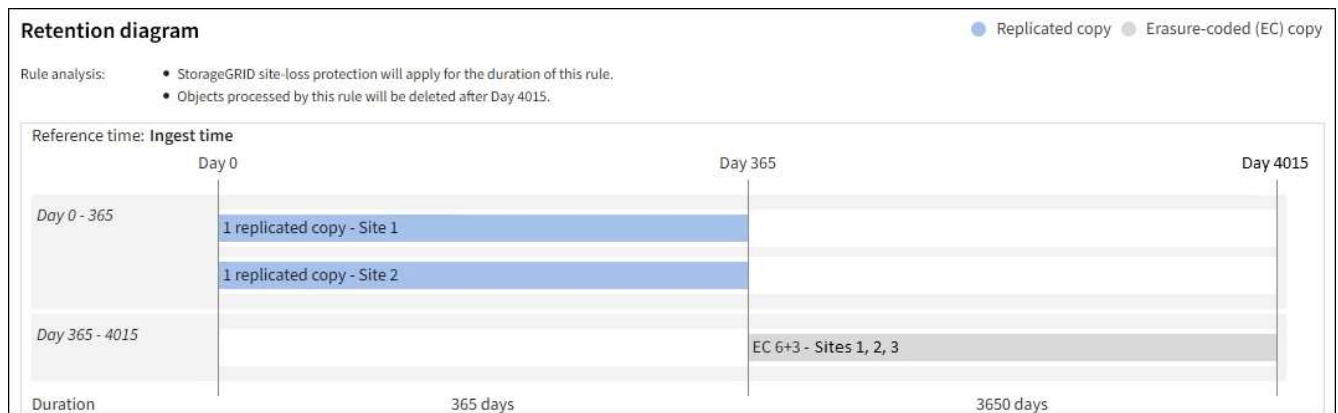 Retention diagram
Replicated copy Erasure-coded (EC) copy
Rule analysis:
• StorageGRID site-loss protection will apply for the duration of this rule.
• Objects processed by this rule will be deleted after Day 4015.
Reference time: Ingest time
Day 0 Day 365 Day 4015
Day 0 - 365
1 replicated copy - Site 1
1 replicated copy - Site 2
Day 365 - 4015
EC 6+3 - Sites 1, 2, 3
Duration 365 days 3650 days